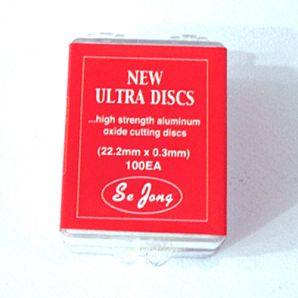 NEW
ULTRA DISCS
...high strength aluminum
oxide cutting discs
(22.2mm x 0.3mm)
100EA
Se Jong